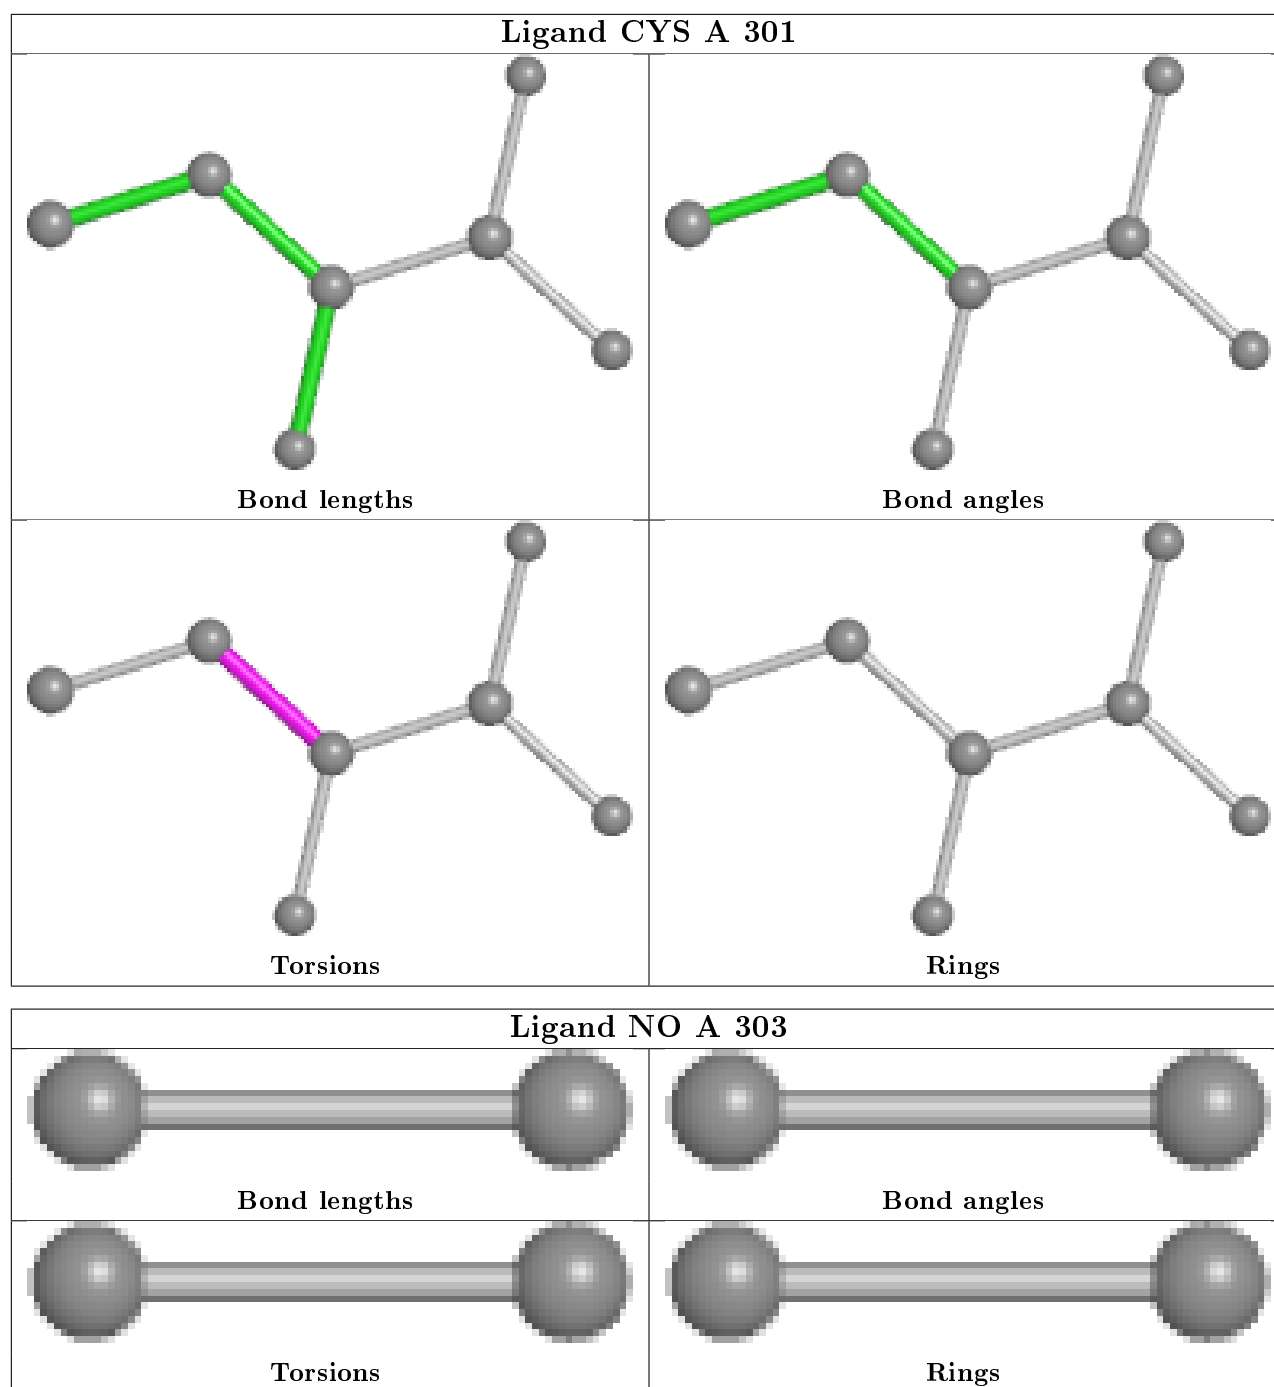 Ligand CYS A 301
Bond lengths
Bond angles
Torsions
Rings
Ligand NO A 303
Bond lengths
Bond angles
Torsions
Rings